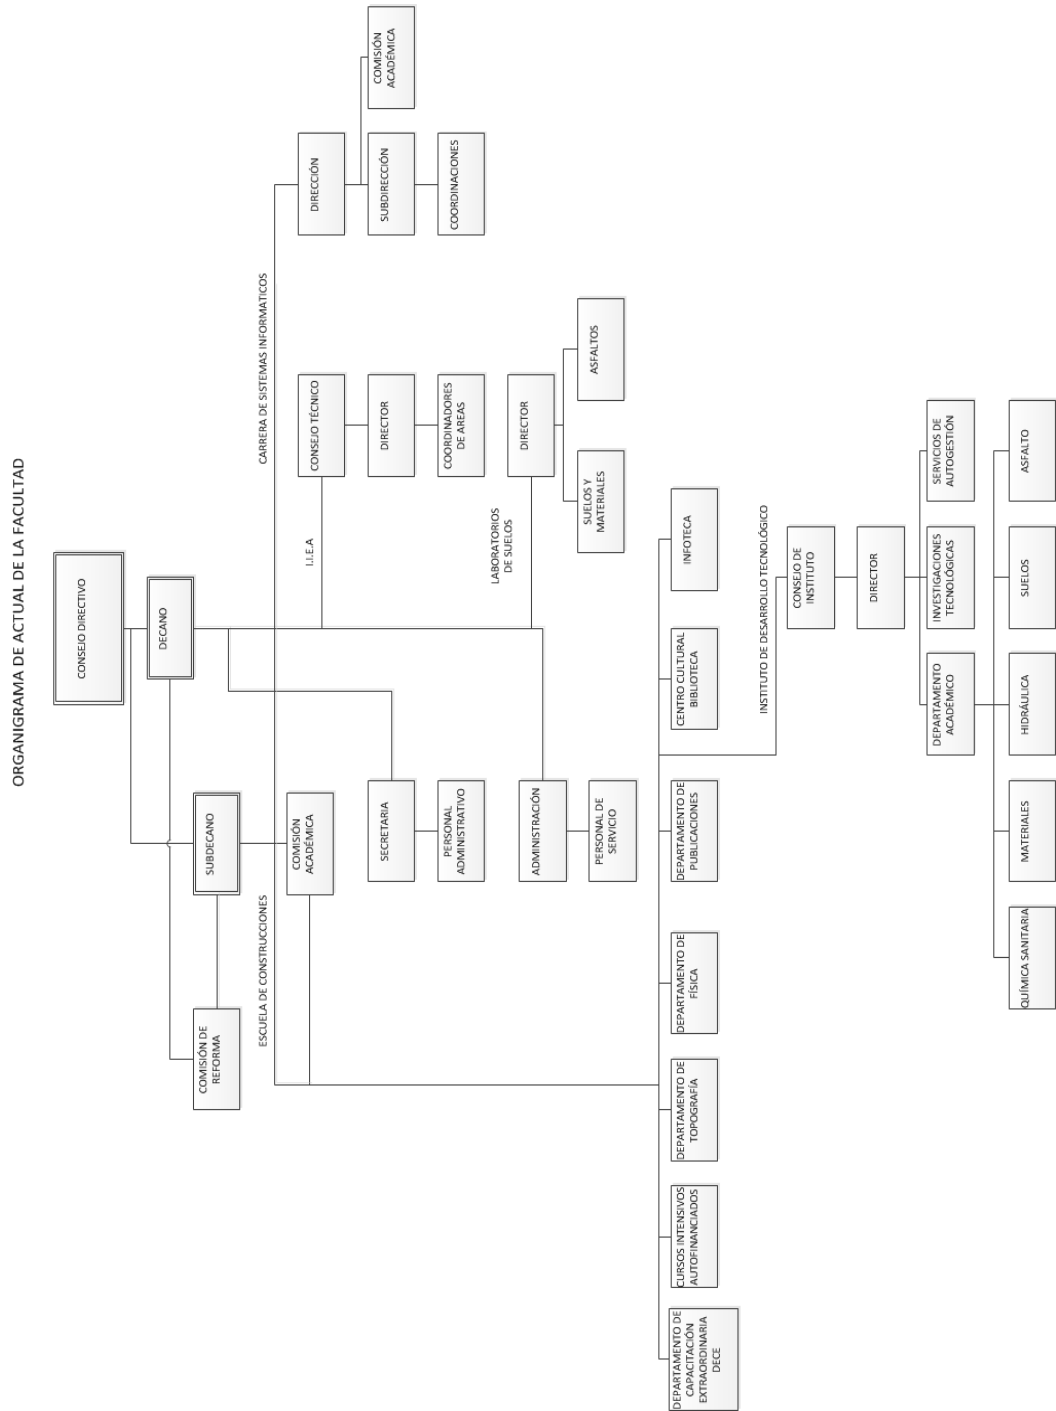 ORGANIGRAMA DE ACTUAL DE LA FACULTAD
CONSEJO DIRECTIVO
DECANO
COMISIÓN DE
REFORMA
SUBDECANO
ESCUELA DE CONSTRUCCIONES
CARRERA DE SISTEMAS INFORMATICOS
COMISIÓN
ACADÉMICA
I.I.E.A
CONSEJO TÉCNICO
DIRECCIÓN
SECRETARIA
DIRECTOR
SUBDIRECCIÓN
COMISIÓN
ACADÉMICA
PERSONAL
ADMINISTRATIVO
COORDINADORES
DE AREAS
COORDINACIONES
LABORATORIOS
DE SUELOS
ADMINISTRACIÓN
DIRECTOR
PERSONAL DE
SERVICIO
SUELOS Y
MATERIALES
ASFALTOS
DEPARTAMENTO DE
CAPACITACIÓN
EXTRAORDINARIA
DECE
CURSOS INTENSIVOS
AUTOFINANCIADOS
DEPARTAMENTO DE
TOPOGRAFÍA
DEPARTAMENTO DE
FÍSICA
DEPARTAMENTO DE
PUBLICACIONES
CENTRO CULTURAL
BIBLIOTECA
INFOTECA
INSTITUTO DE DESARROLLO TECNOLÓGICO
CONSEJO DE
INSTITUTO
DIRECTOR
DEPARTAMENTO
ACADÉMICO
INVESTIGACIONES
TECNOLÓGICAS
SERVICIOS DE
AUTOGESTIÓN
QUÍMICA SANITARIA
MATERIALES
HIDRÁULICA
SUELOS
ASFALTO